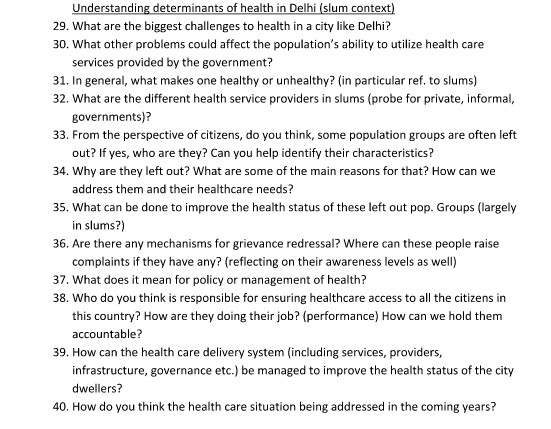 Understanding determinants of health in Delhi (slum context)
29. What are the biggest challenges to health in a city like Delhi?
30. What other problems could affect the population's ability to utilize health care
services provided by the government?
31. In general, what makes one healthy or unhealthy? (in particular ref. to slums)
32. What are the different health service providers in slums (probe for private, informal,
governments)?
33. From the perspective of citizens, do you think, some population groups are often left
out? If yes, who are they? Can you help identify their characteristics?
34. Why are they left out? What are some of the main reasons for that? How can we
address them and their healthcare needs?
35. What can be done to improve the health status of these left out pop. Groups (largely
in slums?)
36. Are there any mechanisms for grievance redressal? Where can these people raise
complaints if they have any? (reflecting on their awareness levels as well)
37. What does it mean for policy or management of health?
38. Who do you think is responsible for ensuring healthcare access to all the citizens in
this country? How are they doing their job? (performance) How can we hold them
accountable?
39. How can the health care delivery system (including services, providers,
infrastructure, governance etc.) be managed to improve the health status of the city
dwellers?
40. How do you think the health care situation being addressed in the coming years?